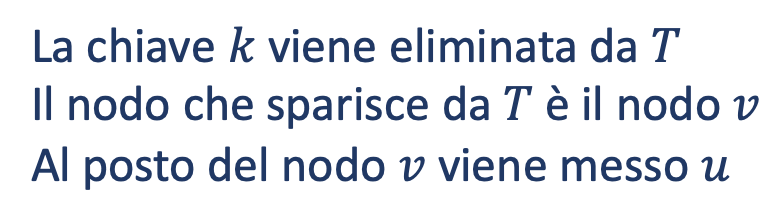 La chiave k viene eliminata da T
Il nodo che sparisce da T è il nodo v
Al posto del nodo v viene messo u